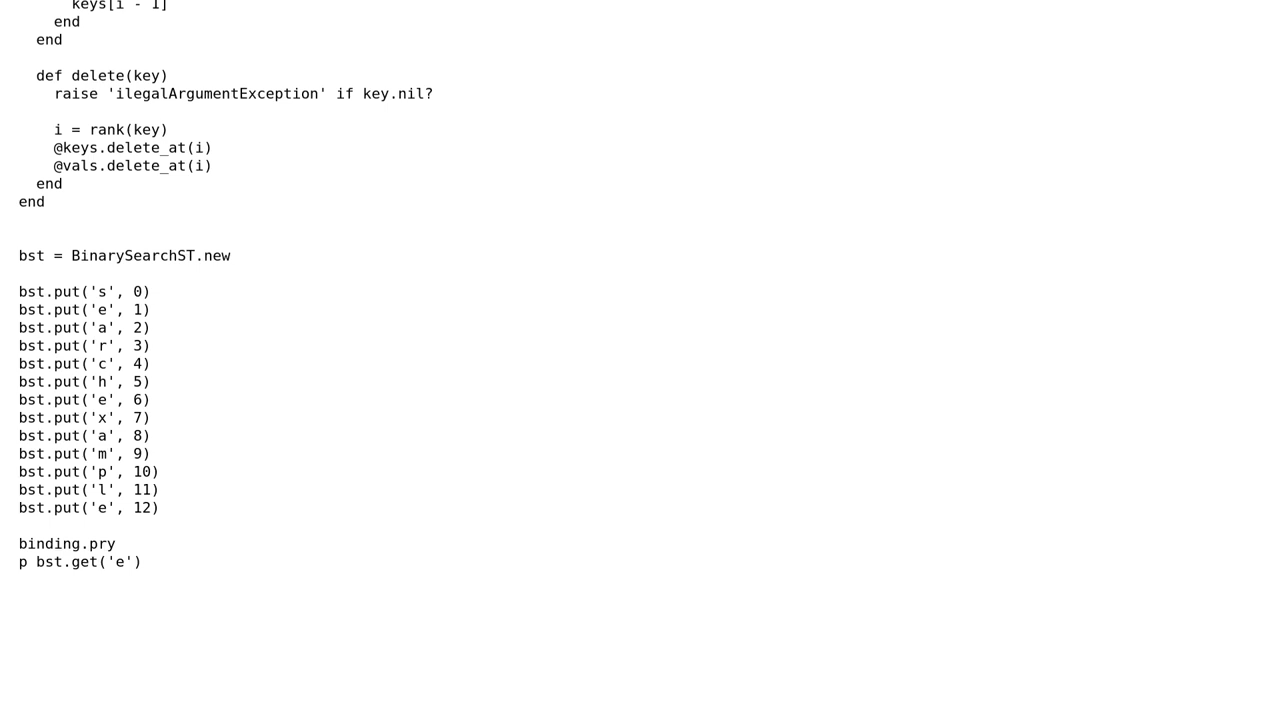 keys[i - 1]
end
end
def delete(key)
raise 'ilegalArgumentException' if key.nil?
i = rank(key)
@keys.delete_at(i)
@vals.delete_at(i)
end
end
bst = BinarySearchST.new
bst.put('s', 0)
bst.put('e', 1)
bst.put('a', 2)
bst.put('r', 3)
bst.put('c', 4)
bst.put('h', 5)
bst.put('e', 6)
bst.put('x', 7)
bst.put('a', 8)
bst.put('m', 9)
bst.put('p', 10)
bst.put('l', 11)
bst.put('e', 12)
binding.pry
p bst.get('e')